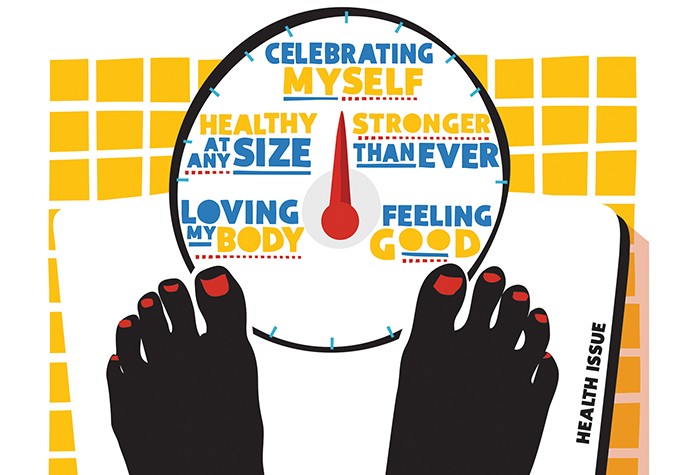 CELEBRATING
MYSELF
HEALTHY
AT
ANY SIZE
STRONGER
THAN EVER
LOVING
MY BODY
FEELING
GOOD
HEALTH ISSUE